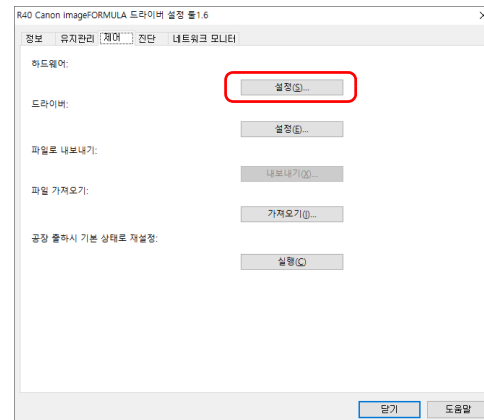 R40 Canon imageFORMULA 드라이버 설정 툴1.6
정보 유지관리 제어 진단 네트워크 모니터
하드웨어:
설정(S)...
드라이버:
설정(E)...
파일로 내보내기:
내보내기(X)...
파일 가져오기:
가져오기(I)...
공장 출하시 기본 상태로 재설정:
실행(C)
닫기 도움말